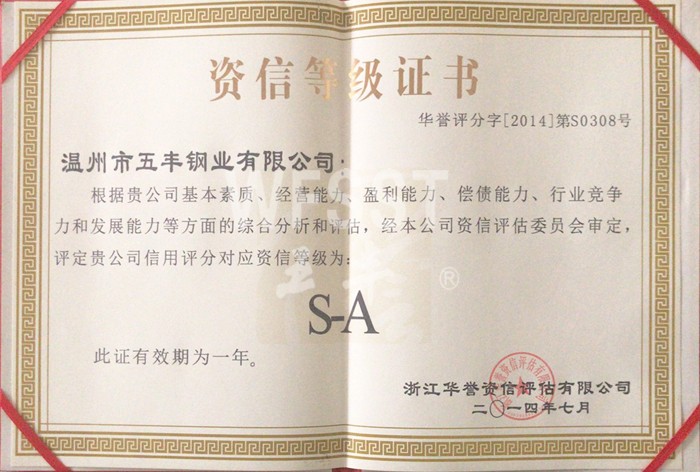 资信等级证书
华誉评分字[2014]第S0308号
温州市五丰钢业有限公司:
根据贵公司基本素质、经营能力、盈利能力、偿债能力、行业竞争
力和发展能力等方面的综合分析和评估，经本公司资信评估委员会审定，
评定贵公司信用评分对应资信等级为:
S-A
此证有效期为一年。
浙江华誉资信评估有限公司
二〇一四年七月